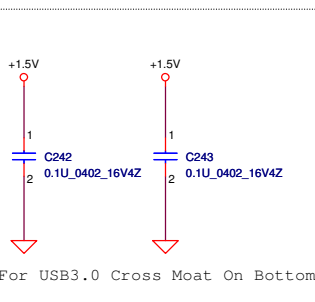 +1.5V +1.5V
1 1
C242 C243
0.1U_0402_16V4Z 0.1U_0402_16V4Z
2 2
For USB3.0 Cross Moat On Bottom